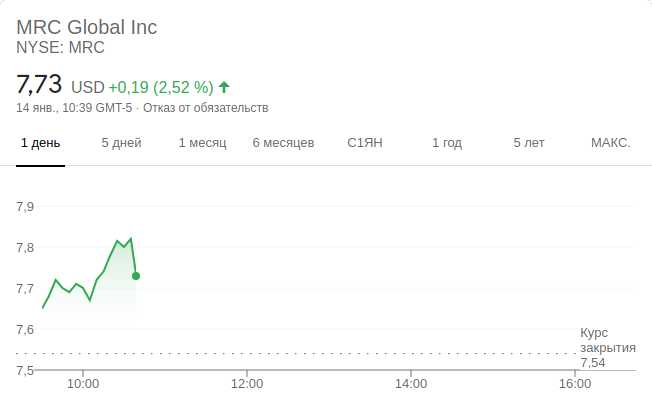 MRC Global Inc
NYSE: MRC
7,73 USD +0,19 (2,52 %)
14 янв., 10:39 GMT-5 · Отказ от обязательств
1 день 5 дней 1 месяц 6 месяцев С1ЯН 1 год 5 лет МАКС.
7,9
7,8
7,7
7,6
Курс
закрытия
7,54
7,5
10:00 12:00 14:00 16:00